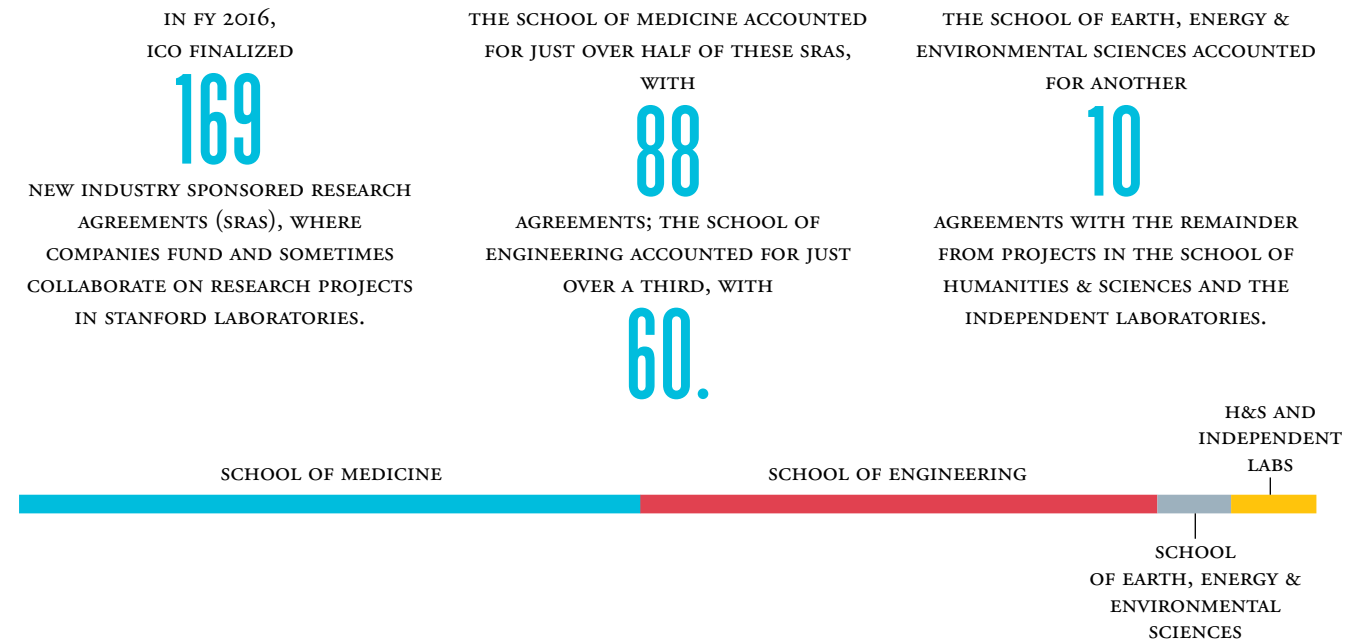 IN FY 2016,
ICO FINALIZED
169
NEW INDUSTRY SPONSORED RESEARCH
AGREEMENTS (SRAS), WHERE
COMPANIES FUND AND SOMETIMES
COLLABORATE ON RESEARCH PROJECTS
IN STANFORD LABORATORIES.
THE SCHOOL OF MEDICINE ACCOUNTED
FOR JUST OVER HALF OF THESE SRAS,
WITH
88
AGREEMENTS; THE SCHOOL OF
ENGINEERING ACCOUNTED FOR JUST
OVER A THIRD, WITH
60.
THE SCHOOL OF EARTH, ENERGY &
ENVIRONMENTAL SCIENCES ACCOUNTED
FOR ANOTHER
10
AGREEMENTS WITH THE REMAINDER
FROM PROJECTS IN THE SCHOOL OF
HUMANITIES & SCIENCES AND THE
INDEPENDENT LABORATORIES.
SCHOOL OF MEDICINE
SCHOOL OF ENGINEERING
H&S AND
INDEPENDENT
LABS
SCHOOL
OF EARTH, ENERGY &
ENVIRONMENTAL
SCIENCES